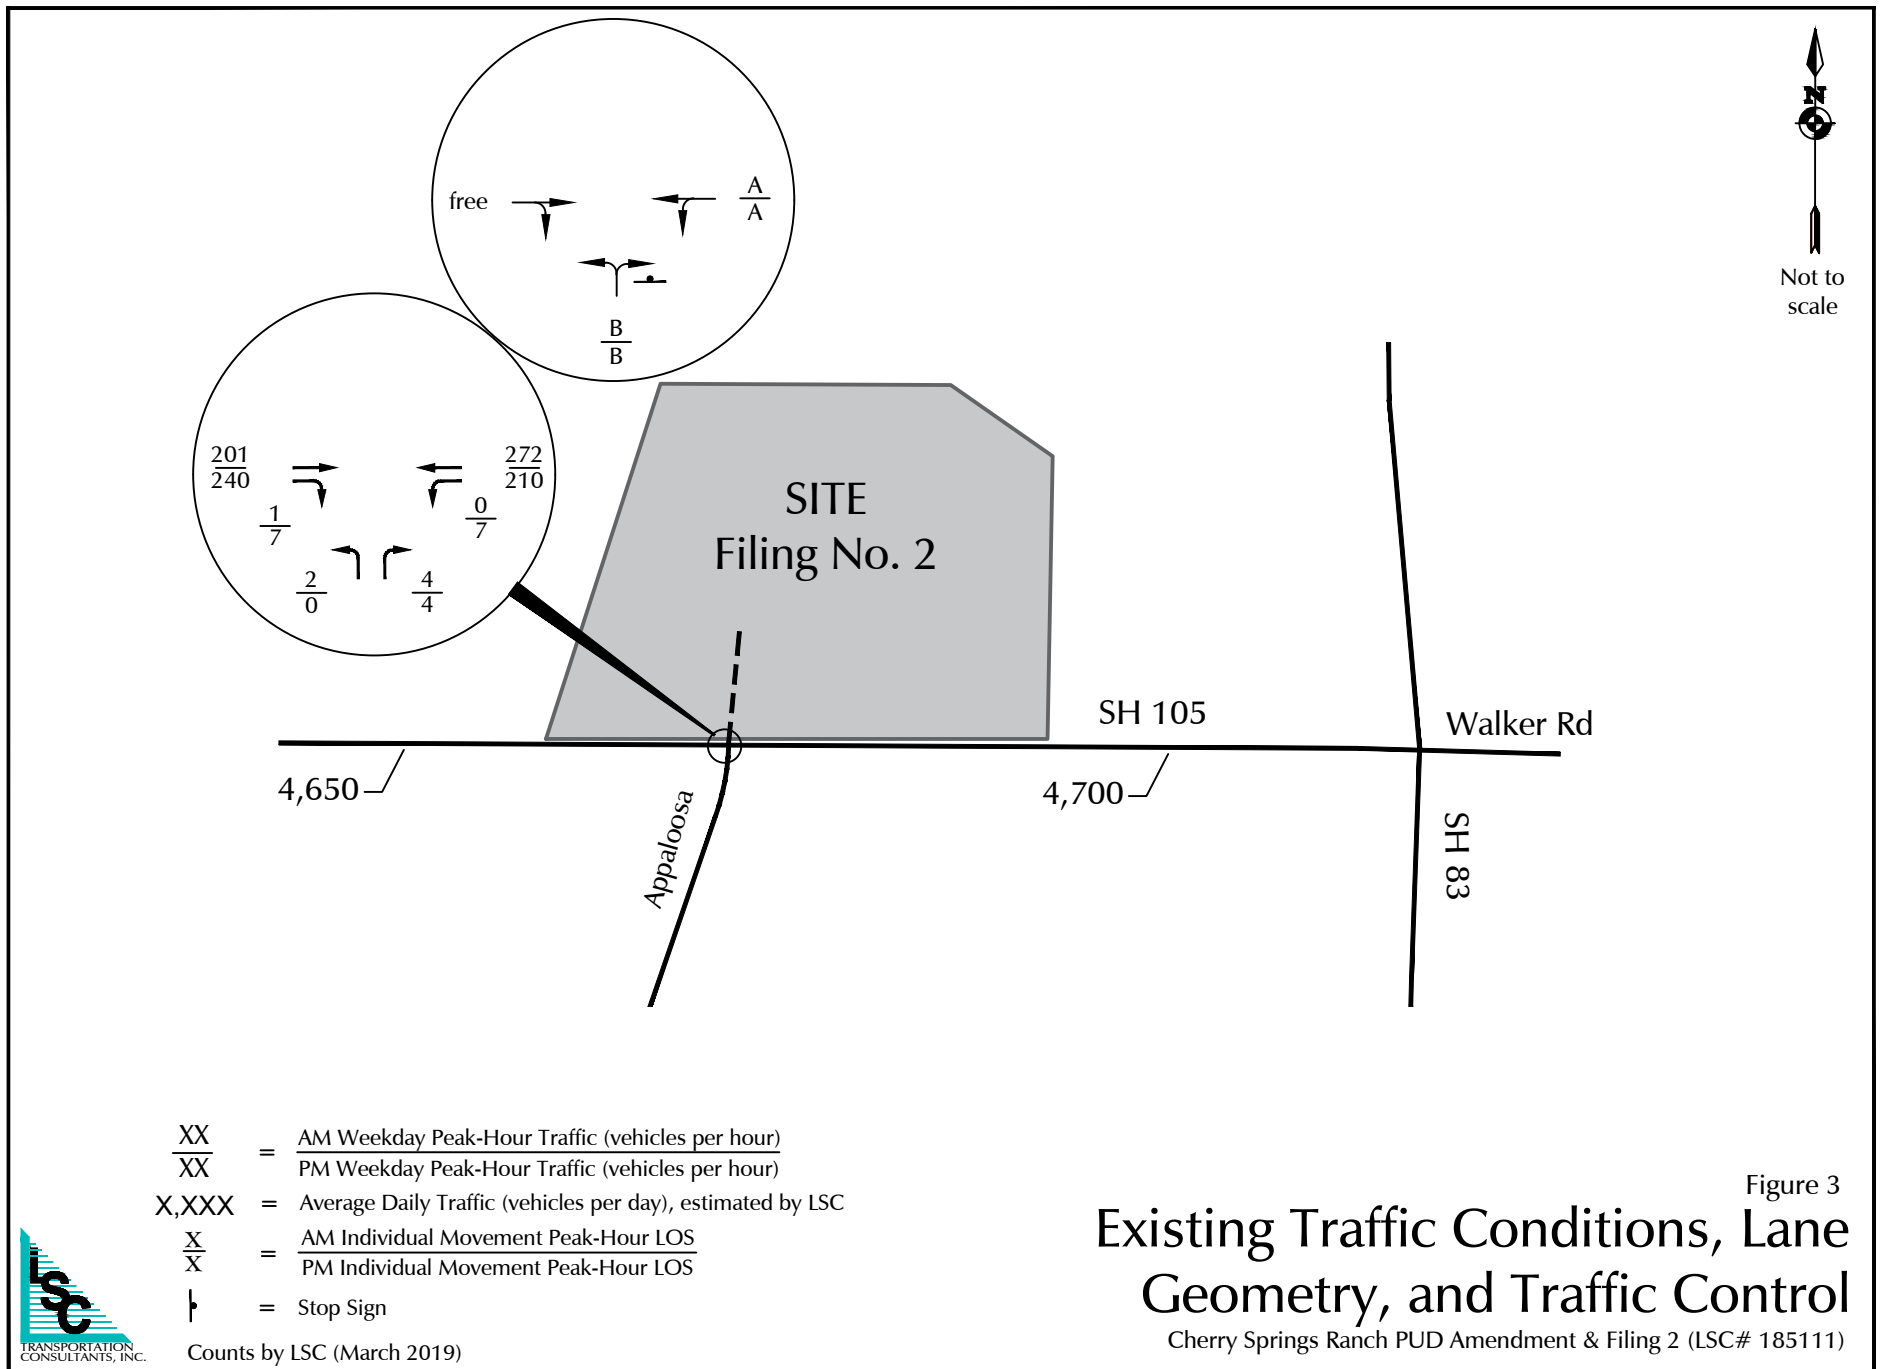 free
A
A
B
B
N
Not to
scale
201
240
272
210
1
7
0
7
2
0
4
4
SITE
Filing No. 2
SH 105
Walker Rd
4,650
4,700
Appaloosa
SH 83
XX
XX
=
AM Weekday Peak-Hour Traffic (vehicles per hour)
PM Weekday Peak-Hour Traffic (vehicles per hour)
X,XXX = Average Daily Traffic (vehicles per day), estimated by LSC
X
X
=
AM Individual Movement Peak-Hour LOS
PM Individual Movement Peak-Hour LOS
= Stop Sign
Counts by LSC (March 2019)
LSC
TRANSPORTATION
CONSULTANTS, INC.
Figure 3
Existing Traffic Conditions, Lane
Geometry, and Traffic Control
Cherry Springs Ranch PUD Amendment & Filing 2 (LSC# 185111)